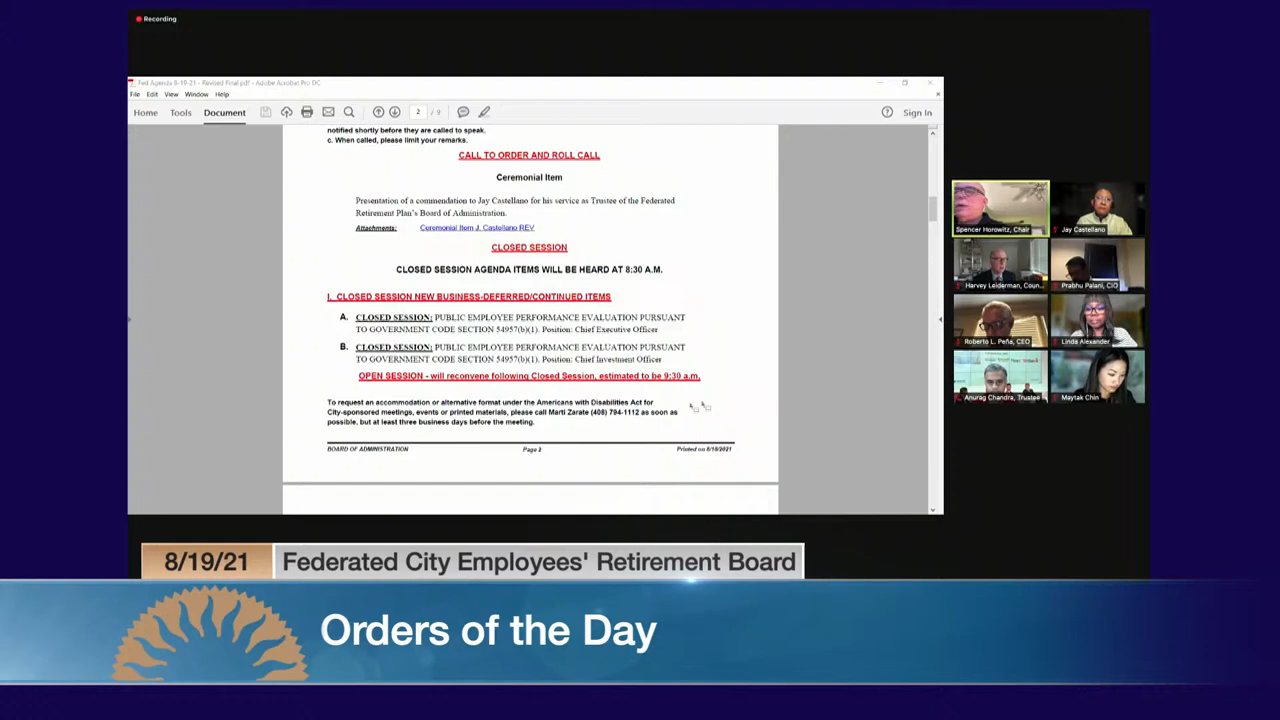 Recording
Fed Agenda 8-19-21 - Revised Final.pdf - Adobe Acrobat Pro DC
File Edit View Window Help
Home Tools Document 2 / 9 Sign In
notified shortly before they are called to speak.
c. When called, please limit your remarks.
CALL TO ORDER AND ROLL CALL
Ceremonial Item
Presentation of a commendation to Jay Castellano for his service as Trustee of the Federated
Retirement Plan's Board of Administration.
Attachments: Ceremonial Item J. Castellano REV
CLOSED SESSION
CLOSED SESSION AGENDA ITEMS WILL BE HEARD AT 8:30 A.M.
I. CLOSED SESSION NEW BUSINESS-DEFERRED/CONTINUED ITEMS
A. CLOSED SESSION: PUBLIC EMPLOYEE PERFORMANCE EVALUATION PURSUANT
TO GOVERNMENT CODE SECTION 54957(b)(1). Position: Chief Executive Officer
B. CLOSED SESSION: PUBLIC EMPLOYEE PERFORMANCE EVALUATION PURSUANT
TO GOVERNMENT CODE SECTION 54957(b)(1). Position: Chief Investment Officer
OPEN SESSION - will reconvene following Closed Session, estimated to be 9:30 a.m.
To request an accommodation or alternative format under the Americans with Disabilities Act for
City-sponsored meetings, events or printed materials, please call Marti Zarate (408) 794-1112 as soon as
possible, but at least three business days before the meeting.
BOARD OF ADMINISTRATION Page 2 Printed on 8/18/2021
Spencer Horowitz, Chair
Jay Castellano
Harvey Leiderman, Coun...
Prabhu Palani, CIO
Roberto L. Peña, CEO
Linda Alexander
Anurag Chandra, Trustee
Maytak Chin
8/19/21 Federated City Employees' Retirement Board
Orders of the Day